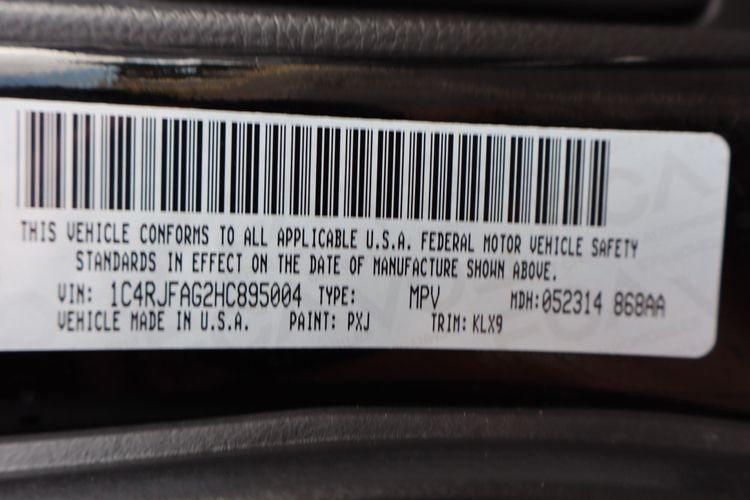 THIS VEHICLE CONFORMS TO ALL APPLICABLE U.S.A. FEDERAL MOTOR VEHICLE SAFETY
STANDARDS IN EFFECT ON THE DATE OF MANUFACTURE SHOWN ABOVE.
VIN: 1C4RJFAG2HC895004 TYPE: MPV MDH:052314 868AA
VEHICLE MADE IN U.S.A. PAINT: PXJ TRIM: KLX9